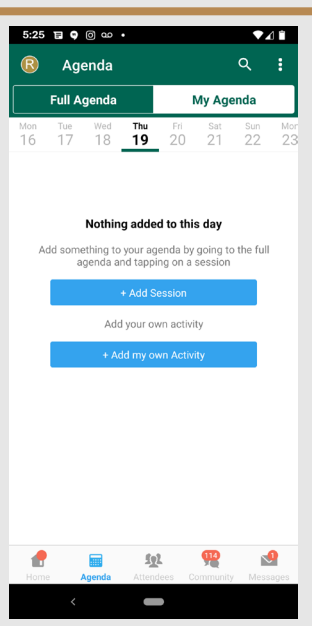 5:25
R Agenda
Full Agenda My Agenda
Mon Tue Wed Thu Fri Sat Sun Mon
16 17 18 19 20 21 22 23
Nothing added to this day
Add something to your agenda by going to the full
agenda and tapping on a session
+ Add Session
Add your own activity
+ Add my own Activity
114 1
Home Agenda Attendees Community Messages